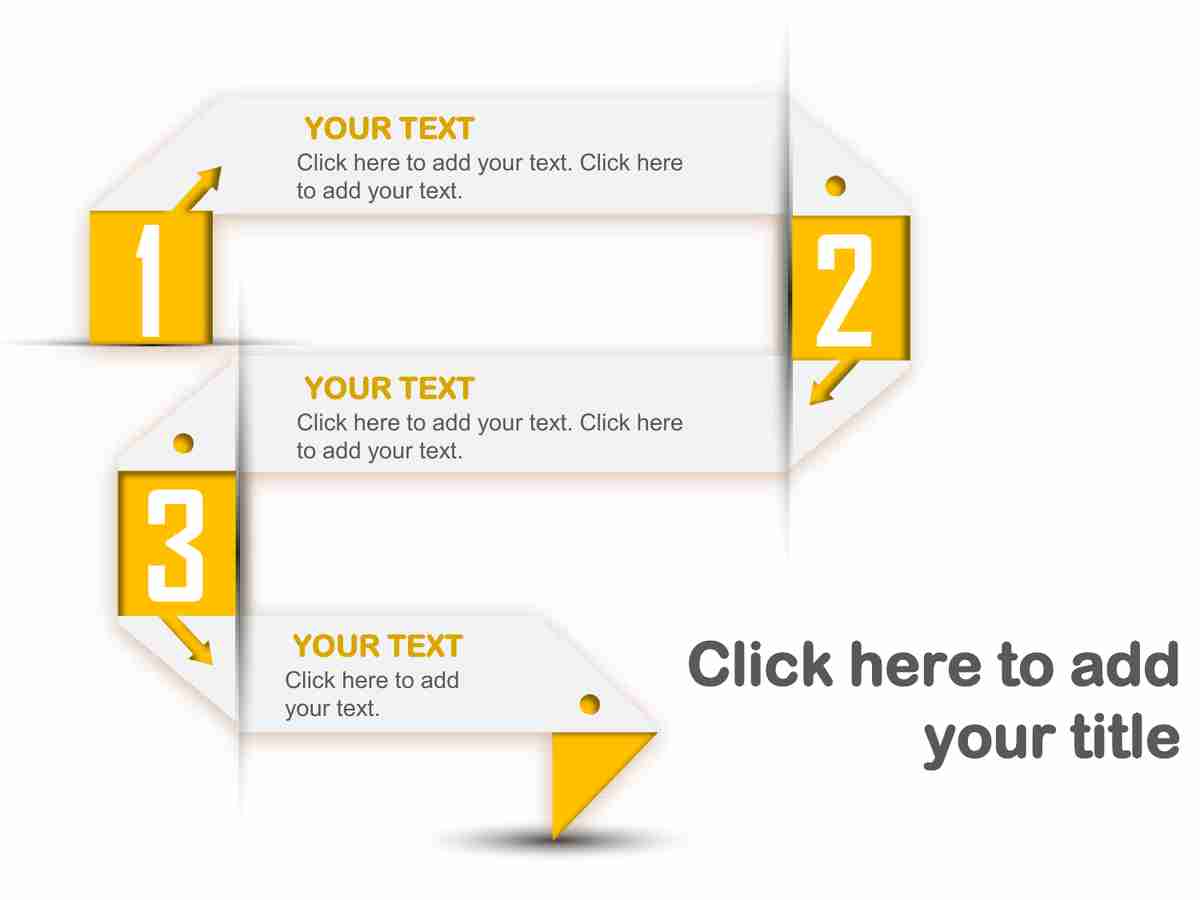 YOUR TEXT
Click here to add your text. Click here
to add your text.
1
2
YOUR TEXT
Click here to add your text. Click here
to add your text.
3
YOUR TEXT
Click here to add
your text.
Click here to add
your title